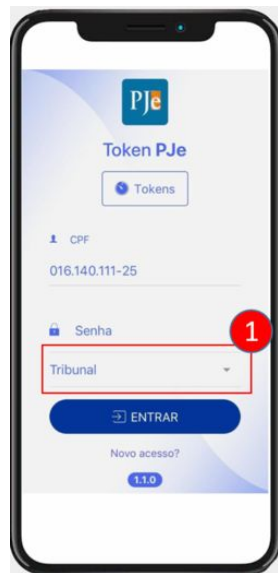 PJe
Token PJe
Tokens
CPF
016.140.111-25
Senha
1
Tribunal
ENTRAR
Novo acesso?
1.1.0